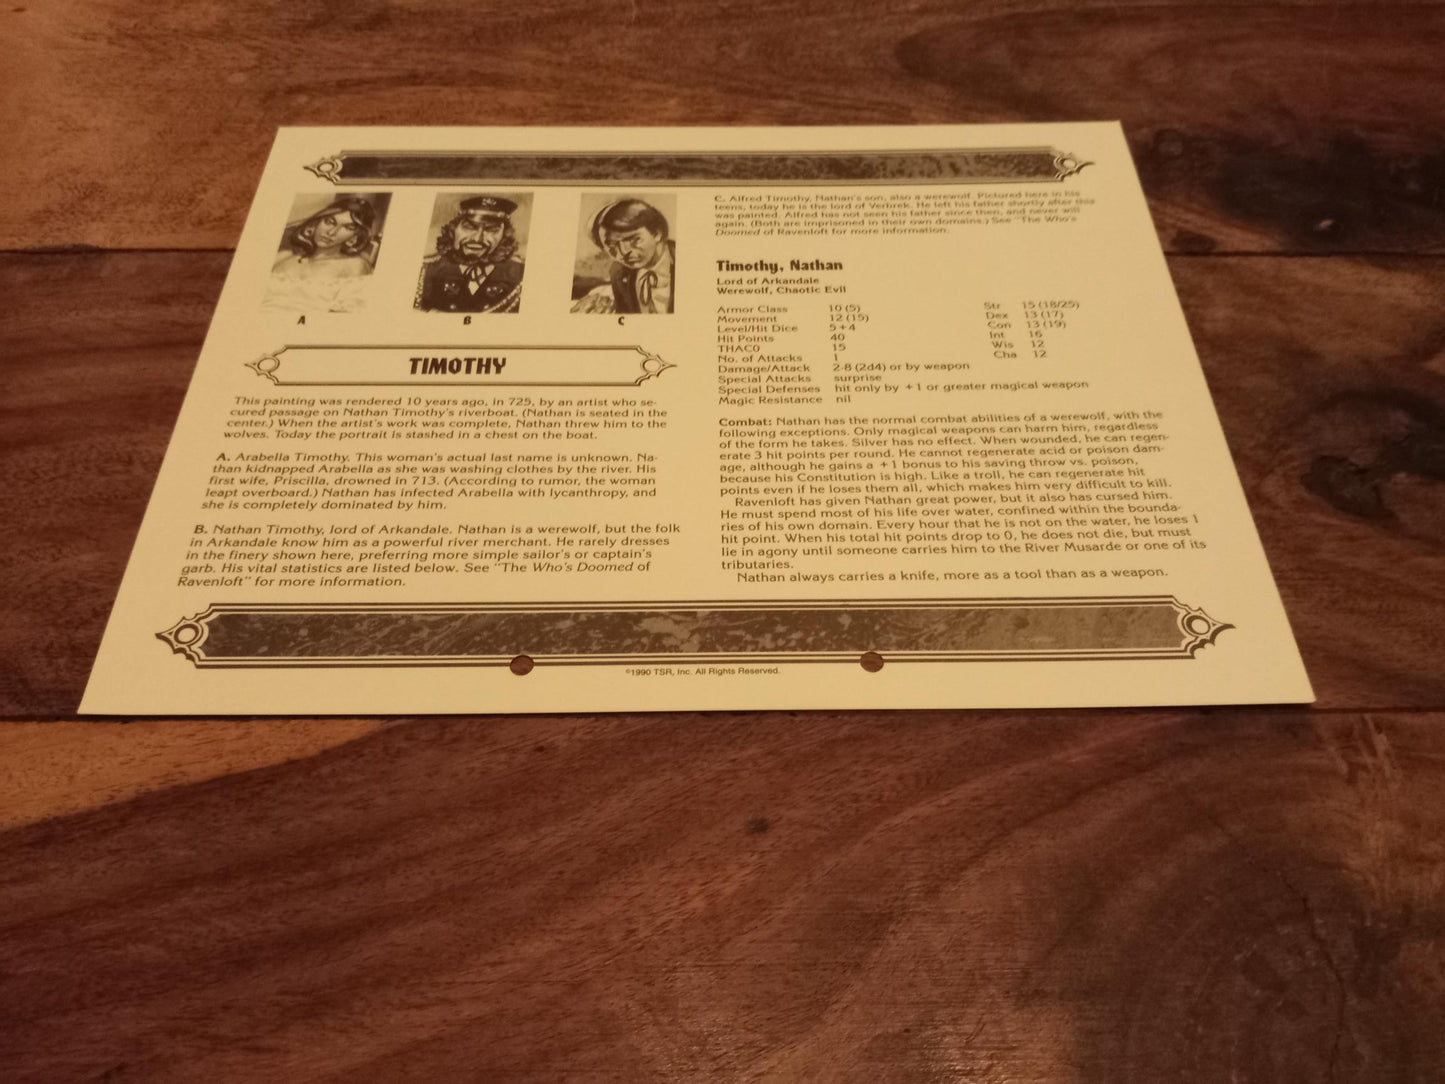 A
B
C
TIMOTHY
This painting was rendered 10 years ago, in 725, by an artist who se-
cured passage on Nathan Timothy's riverboat. (Nathan is seated in the
center.) When the artist's work was complete, Nathan threw him to the
wolves. Today the portrait is stashed in a chest on the boat.
A. Arabella Timothy. This woman's actual last name is unknown. Na-
than kidnapped Arabella as she was washing clothes by the river. His
first wife, Priscilla, drowned in 713. (According to rumor, the woman
leapt overboard.) Nathan has infected Arabella with lycanthropy, and
she is completely dominated by him.
B. Nathan Timothy, lord of Arkandale. Nathan is a werewolf, but the folk
in Arkandale know him as a powerful river merchant. He rarely dresses
in the finery shown here, preferring more simple sailor's or captain's
garb. His vital statistics are listed below. See "The Who's Doomed of
Ravenloft" for more information.
C. Alfred Timothy, Nathan's son, also a werewolf. Pictured here in his
teens, today he is the lord of Verbrek. He left his father shortly after this
was painted. Alfred has not seen his father since then, and never will
again. (Both are imprisoned in their own domains.) See "The Who's
Doomed of Ravenloft for more information.
Timothy, Nathan
Lord of Arkandale
Werewolf, Chaotic Evil
Armor Class 10 (5)
Movement 12 (15)
Level/Hit Dice 5+4
Hit Points 40
THAC0 15
No. of Attacks 1
Damage/Attack 2-8 (2d4) or by weapon
Special Attacks surprise
Special Defenses hit only by +1 or greater magical weapon
Magic Resistance nil
Str 15 (18/25)
Dex 13 (17)
Con 13 (19)
Int 16
Wis 12
Cha 12
Combat: Nathan has the normal combat abilities of a werewolf, with the
following exceptions. Only magical weapons can harm him, regardless
of the form he takes. Silver has no effect. When wounded, he can regen-
erate 3 hit points per round. He cannot regenerate acid or poison dam-
age, although he gains a +1 bonus to his saving throw vs. poison,
because his Constitution is high. Like a troll, he can regenerate hit
points even if he loses them all, which makes him very difficult to kill.
Ravenloft has given Nathan great power, but it also has cursed him.
He must spend most of his life over water, confined within the bounda-
ries of his own domain. Every hour that he is not on the water, he loses 1
hit point. When his total hit points drop to 0, he does not die, but must
lie in agony until someone carries him to the River Musarde or one of its
tributaries.
Nathan always carries a knife, more as a tool than as a weapon.
©1990 TSR, Inc. All Rights Reserved.